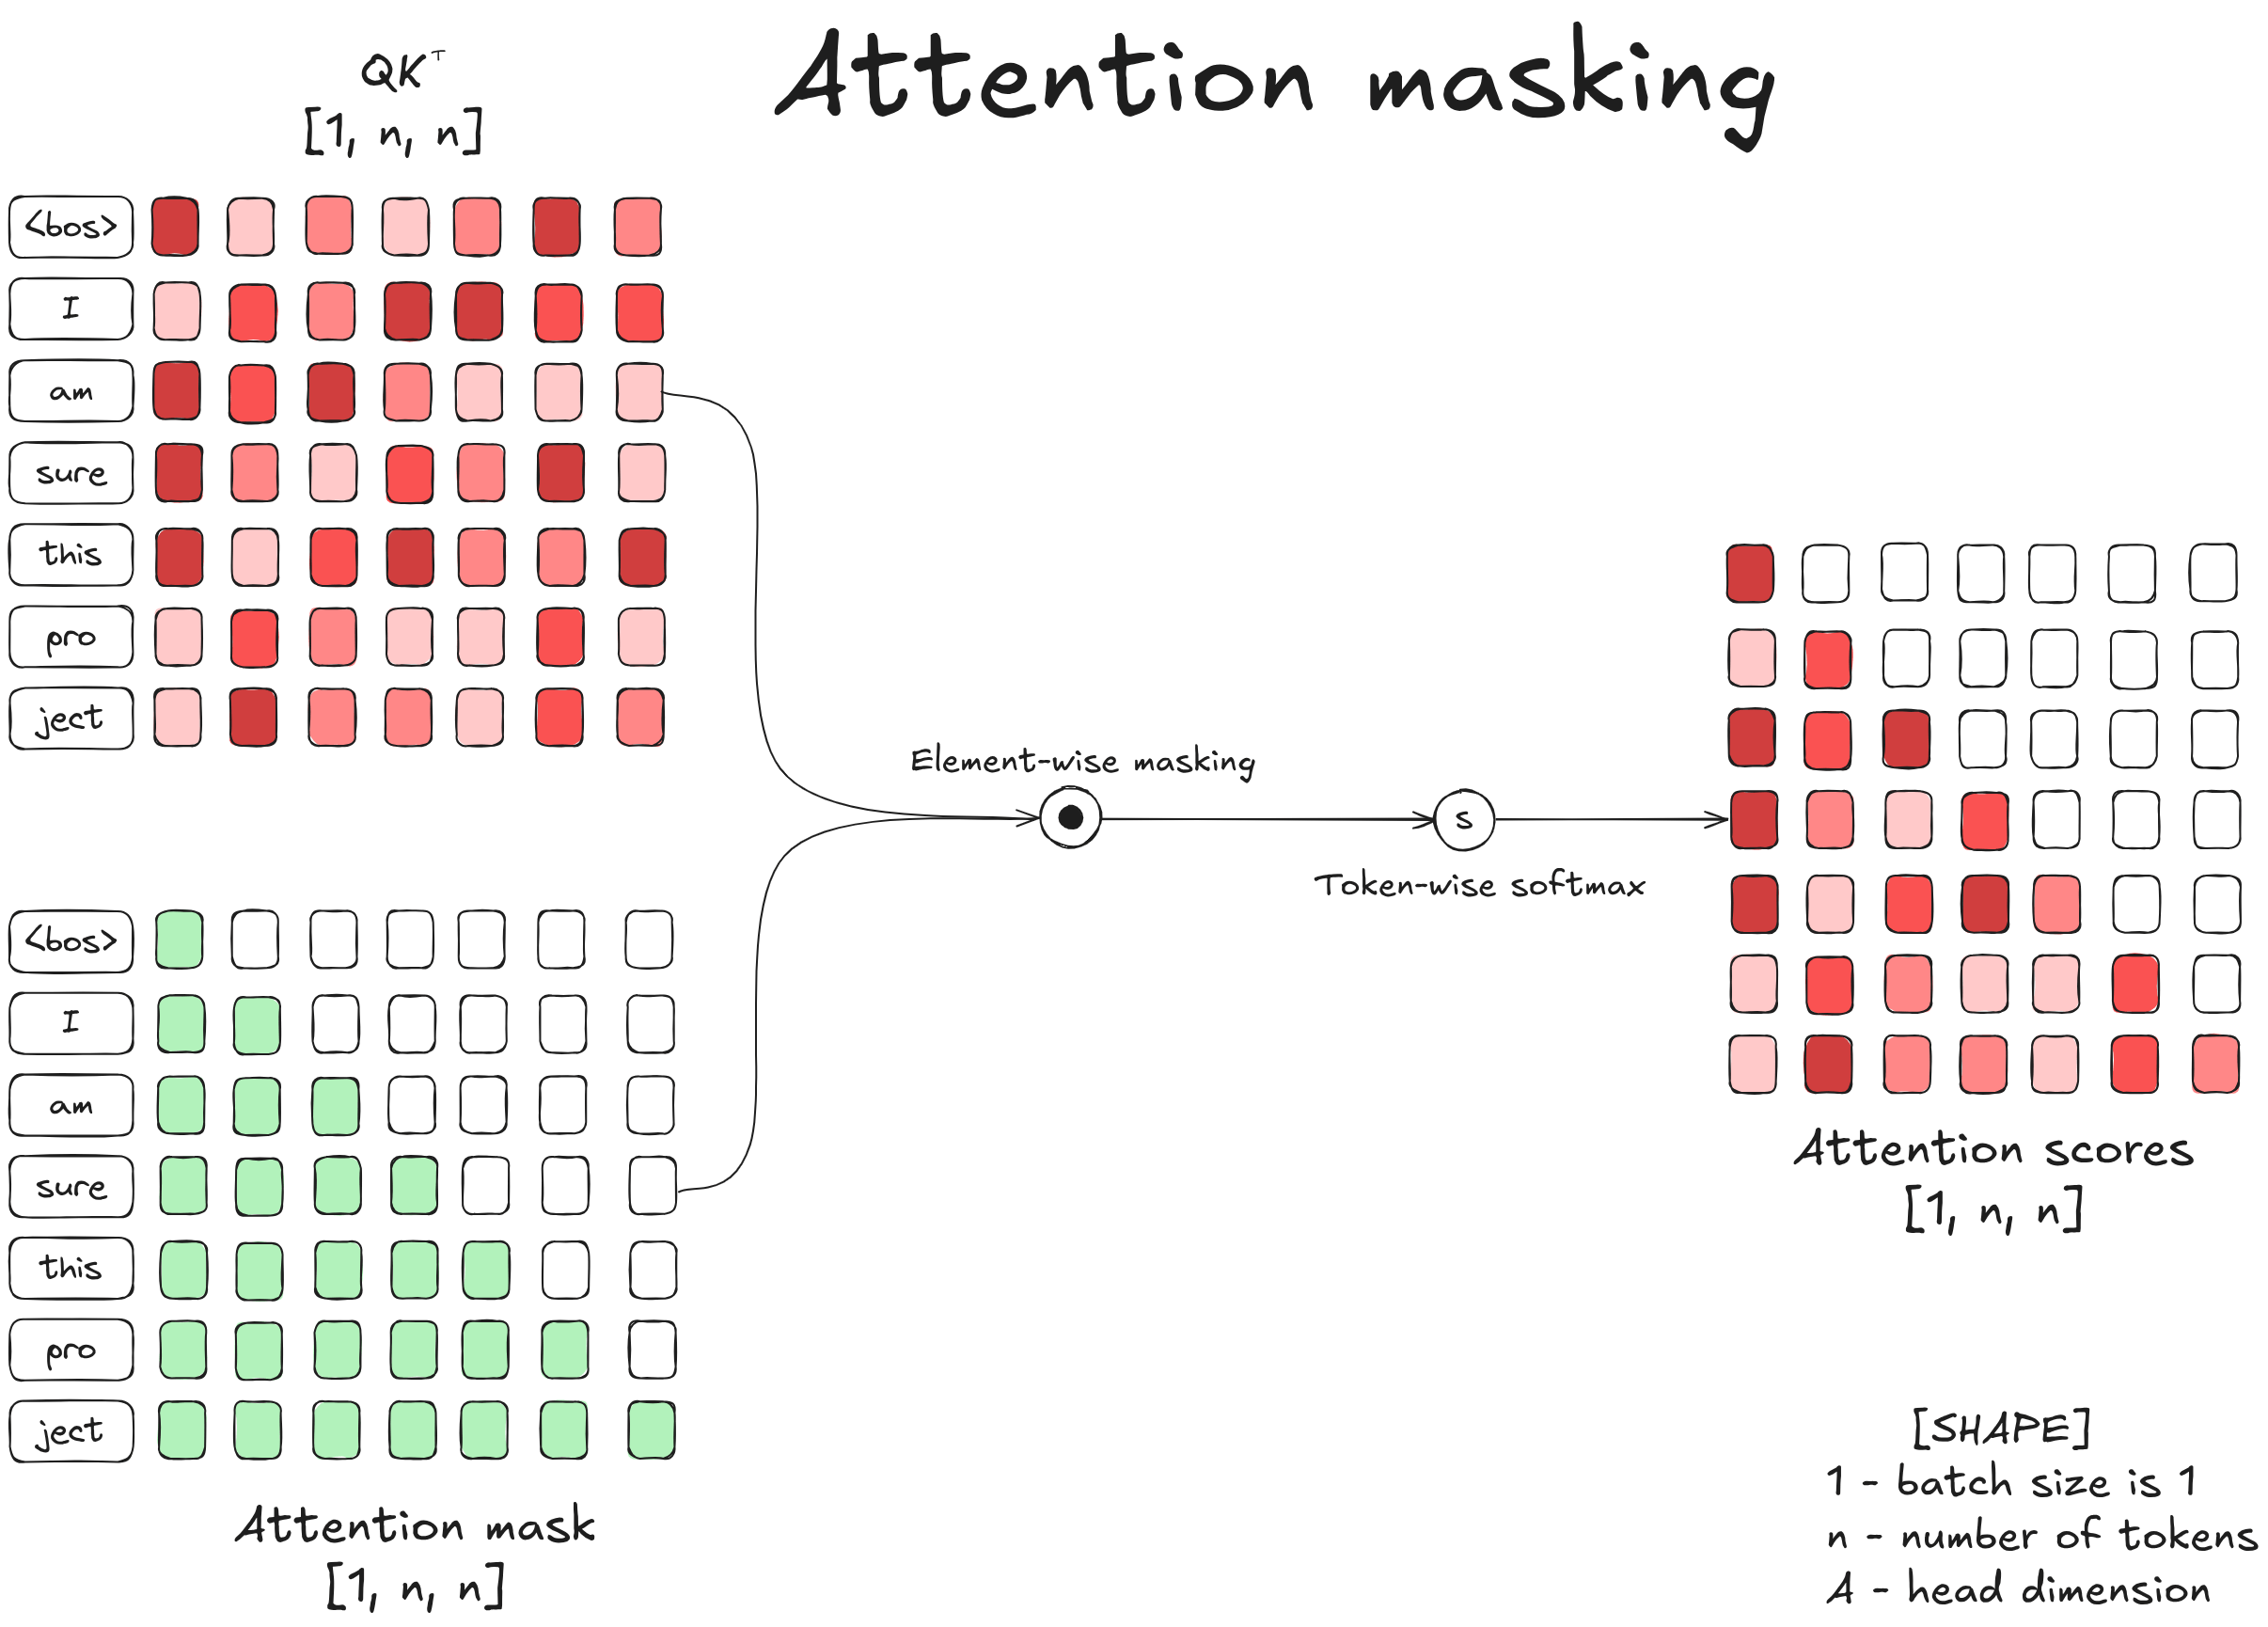 Attention masking
QKᵀ
[1, n, n]
<bos>
I
am
sure
this
pro
ject
Element-wise masking
s
Token-wise softmax
<bos>
I
am
sure
this
pro
ject
Attention mask
[1, n, n]
Attention scores
[1, n, n]
[SHAPE]
1 - batch size is 1
n - number of tokens
A - head dimension